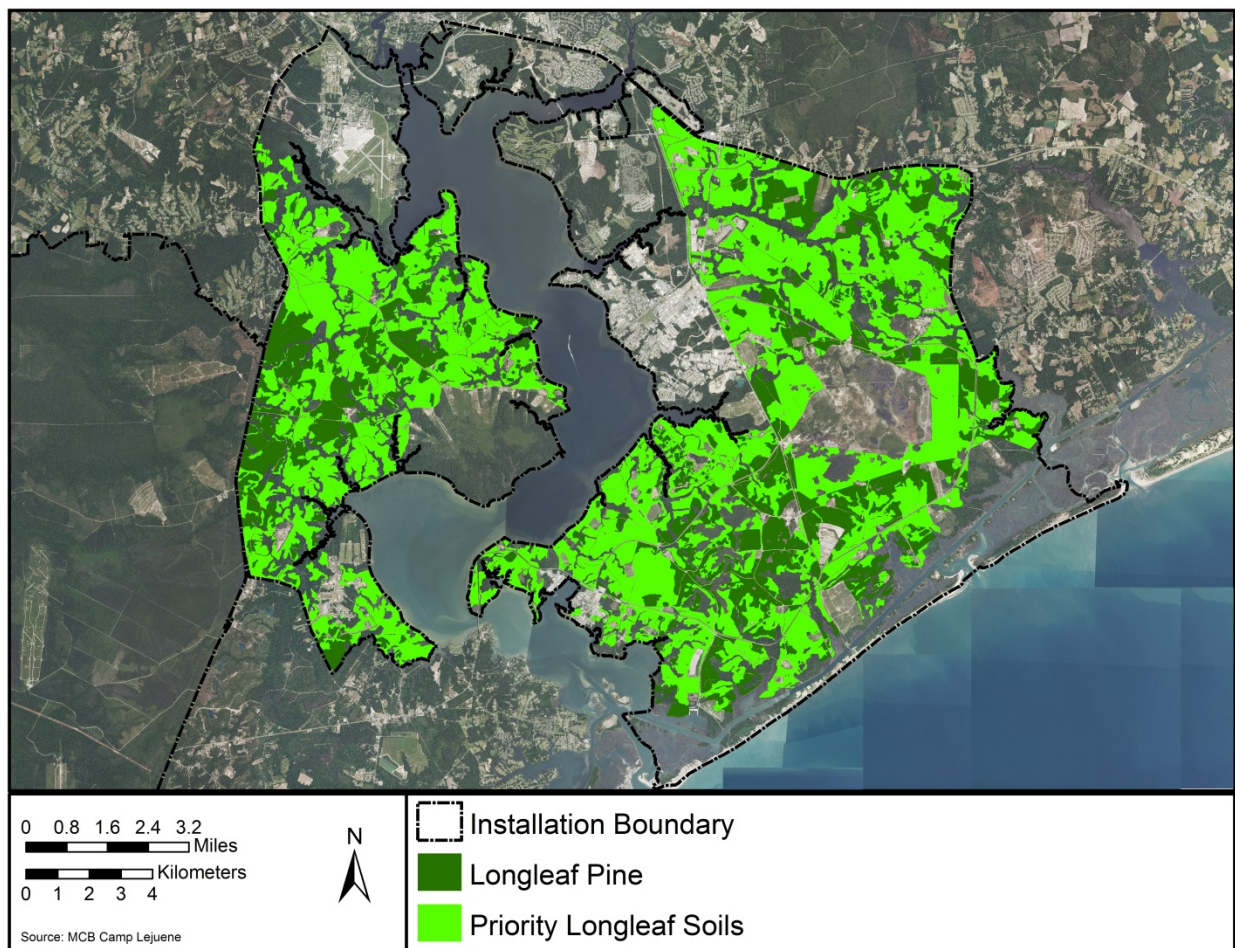 0 0.8 1.6 2.4 3.2
Miles
Kilometers
0 1 2 3 4
N
Source: MCB Camp Lejuene
Installation Boundary
Longleaf Pine
Priority Longleaf Soils